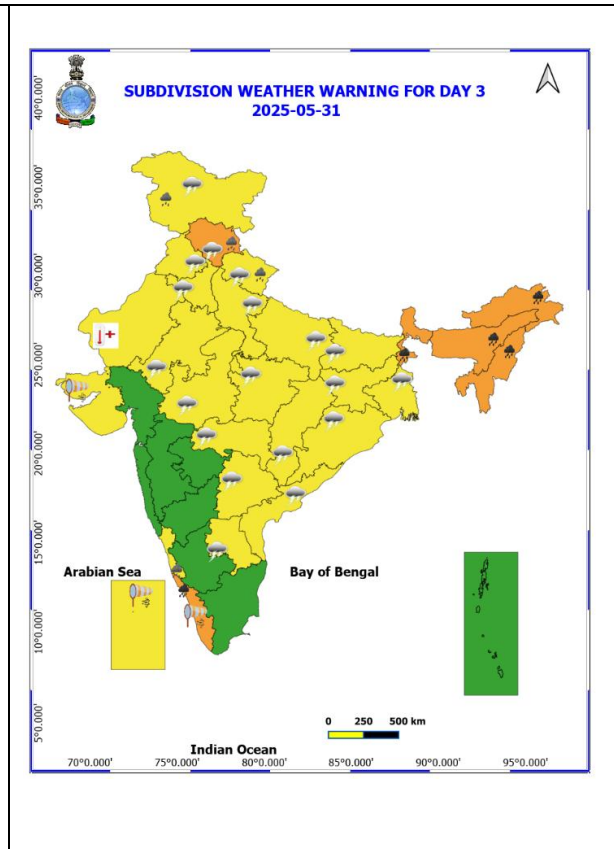 SUBDIVISION WEATHER WARNING FOR DAY 3
2025-05-31
40°0.000'
35°0.000'
30°0.000'
25°0.000'
20°0.000'
15°0.000'
10°0.000'
5°0.000'
Arabian Sea
Bay of Bengal
0 250 500 km
Indian Ocean
70°0.000' 75°0.000' 80°0.000' 85°0.000' 90°0.000' 95°0.000'